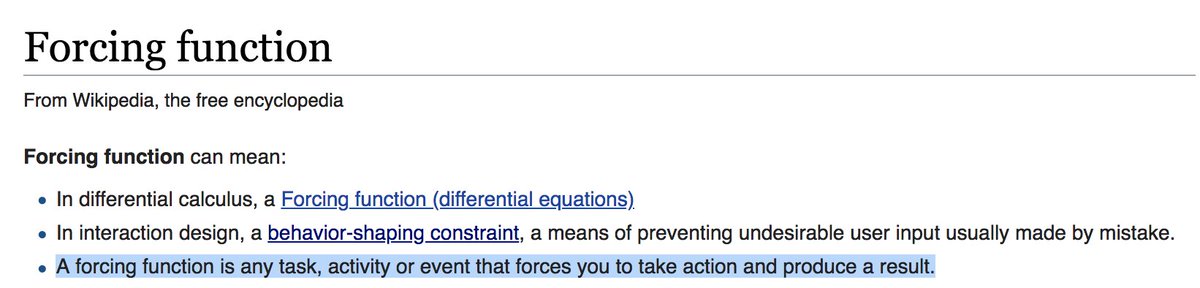 Forcing function
From Wikipedia, the free encyclopedia
Forcing function can mean:
In differential calculus, a Forcing function (differential equations)
In interaction design, a behavior-shaping constraint, a means of preventing undesirable user input usually made by mistake.
A forcing function is any task, activity or event that forces you to take action and produce a result.